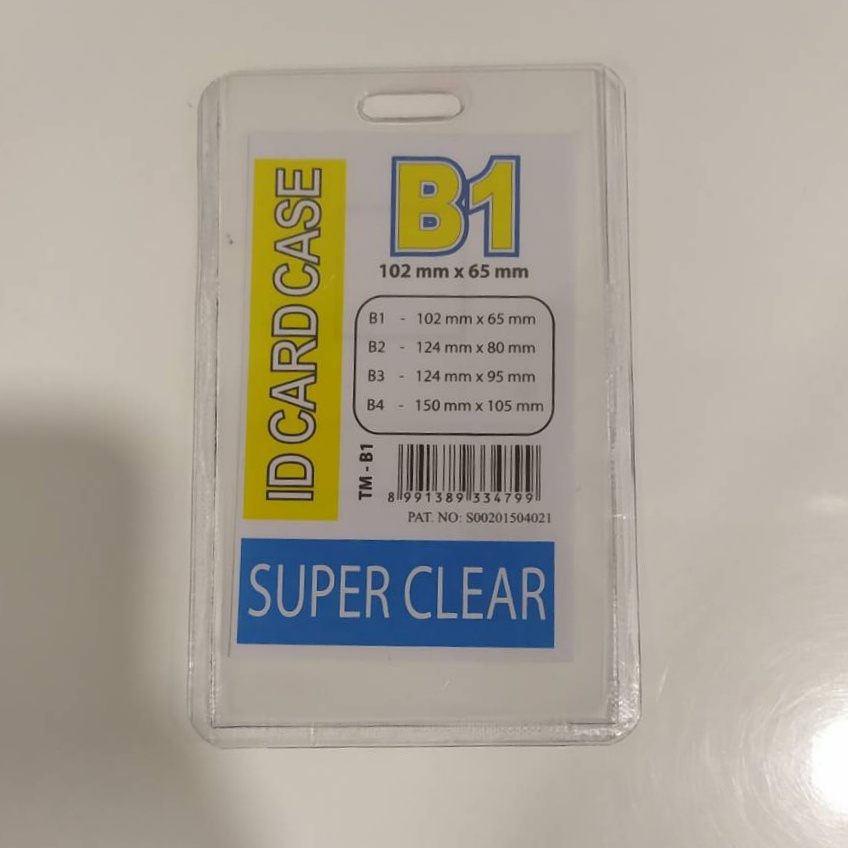 ID CARD CASE
B1
102 mm x 65 mm
B1 - 102 mm x 65 mm
B2 - 124 mm x 80 mm
B3 - 124 mm x 95 mm
B4 - 150 mm x 105 mm
TM - B1
8 991389 334799
PAT. NO: S00201504021
SUPER CLEAR